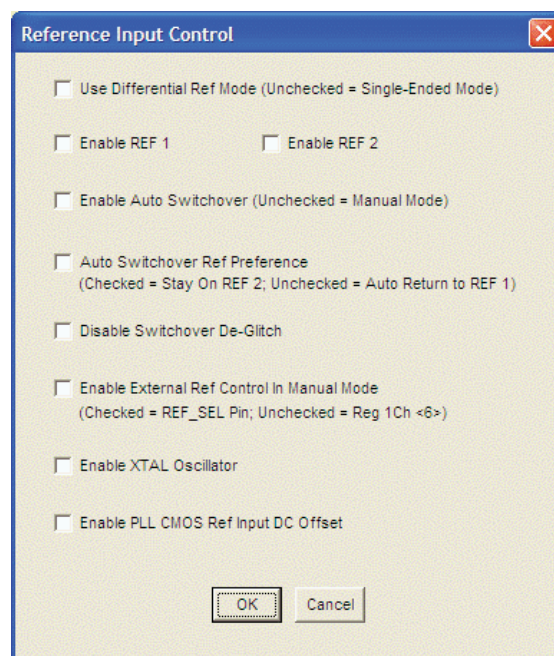 Reference Input Control
Use Differential Ref Mode (Unchecked = Single-Ended Mode)
Enable REF 1 Enable REF 2
Enable Auto Switchover (Unchecked = Manual Mode)
Auto Switchover Ref Preference
(Checked = Stay On REF 2; Unchecked = Auto Return to REF 1)
Disable Switchover De-Glitch
Enable External Ref Control In Manual Mode
(Checked = REF_SEL Pin; Unchecked = Reg 1Ch <6>)
Enable XTAL Oscillator
Enable PLL CMOS Ref Input DC Offset
OK Cancel